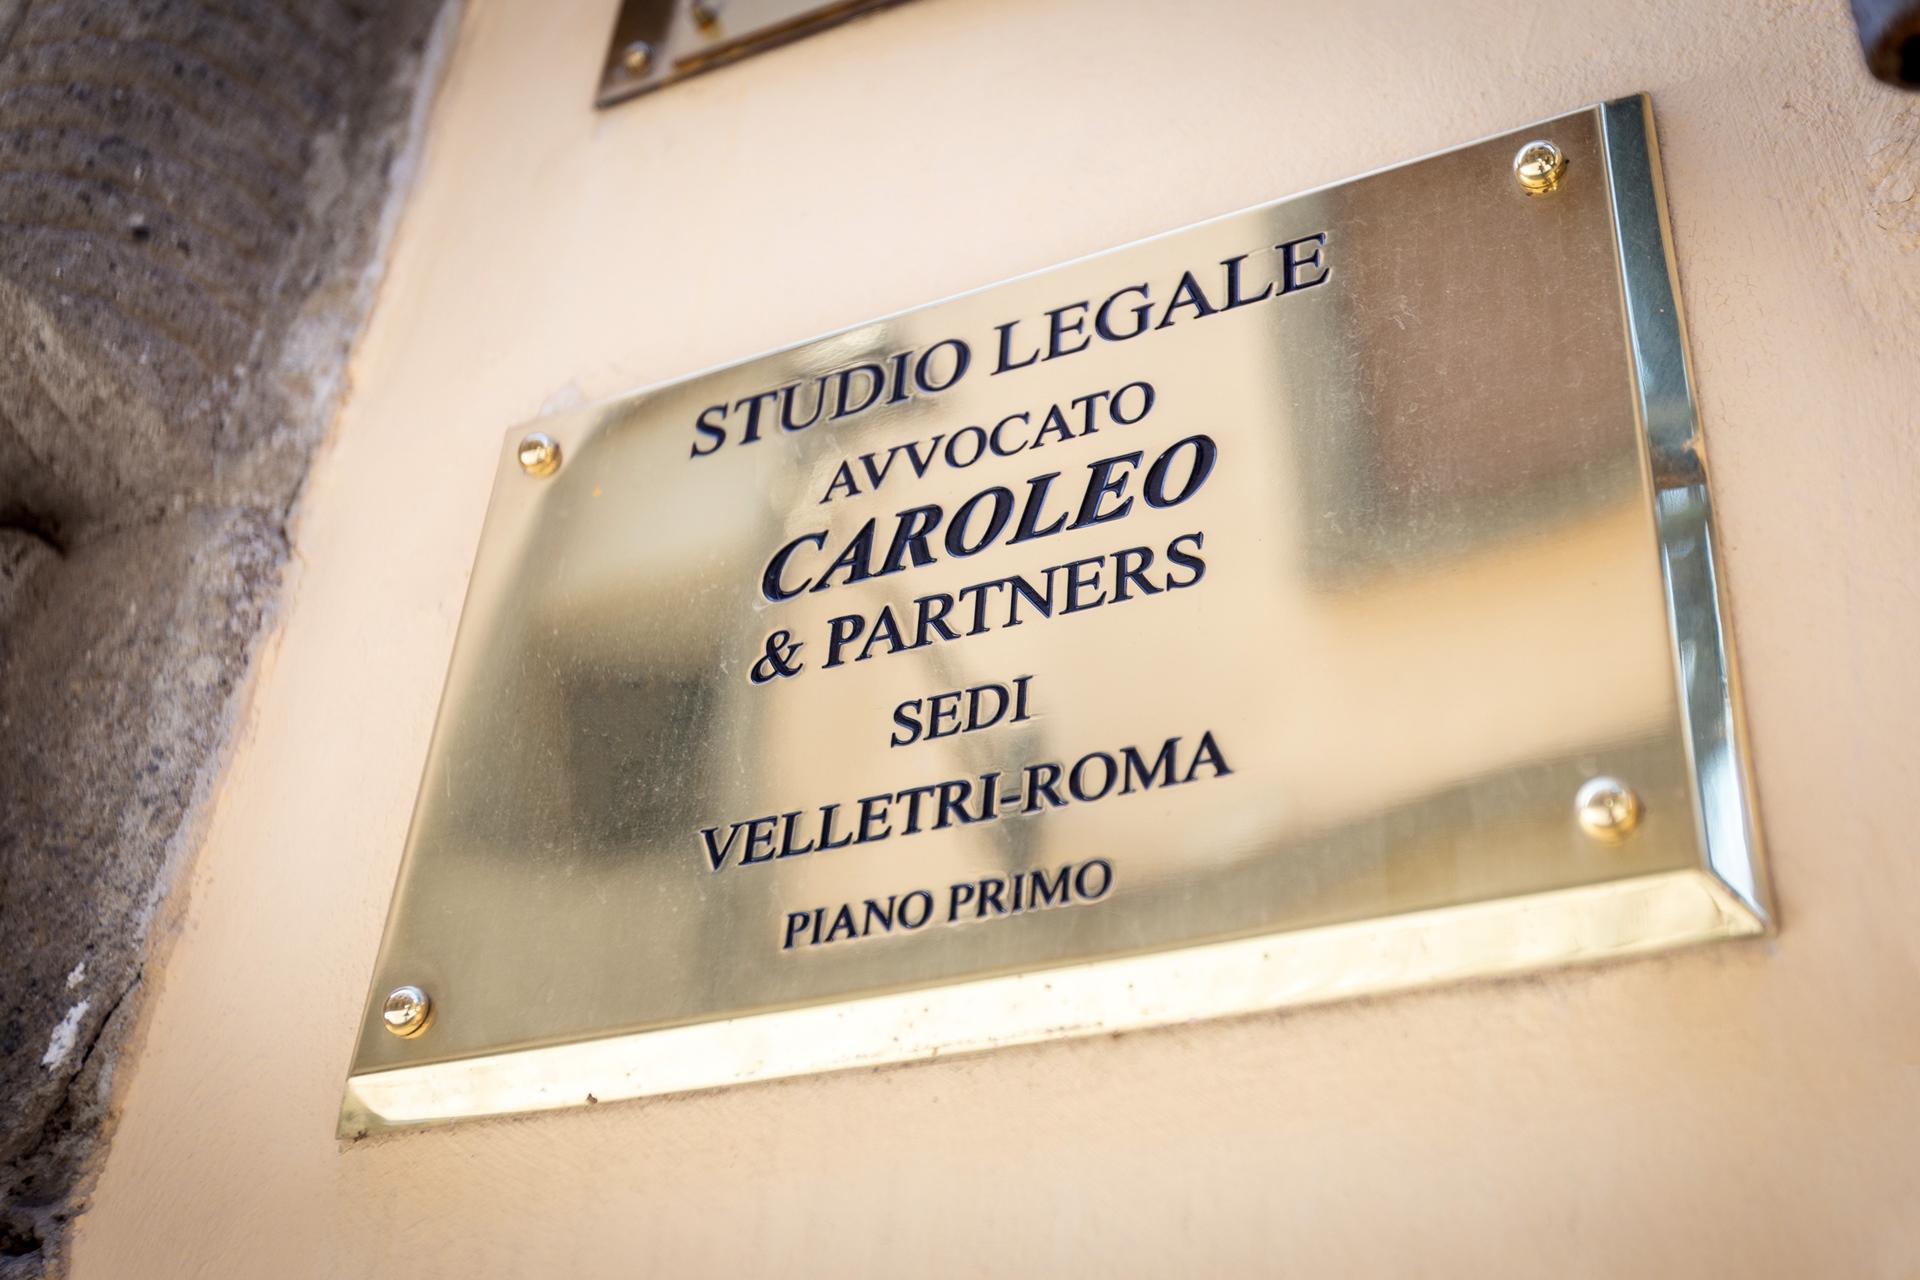 STUDIO LEGALE
AVVOCATO
CAROLEO
& PARTNERS
SEDI
VELLETRI-ROMA
PIANO PRIMO